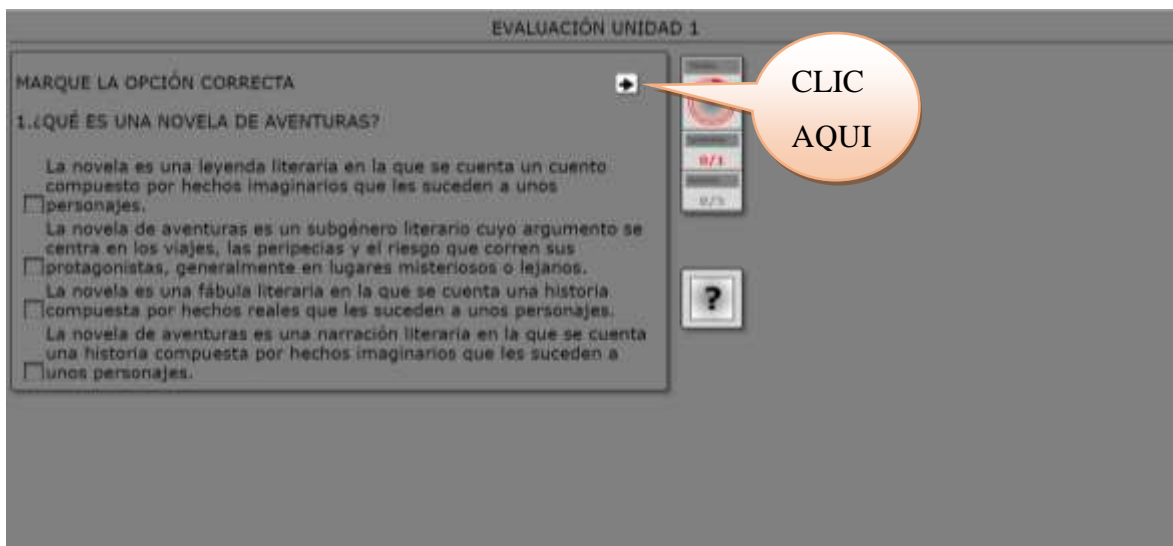 EVALUACIÓN UNIDAD 1
MARQUE LA OPCIÓN CORRECTA
1.¿QUÉ ES UNA NOVELA DE AVENTURAS?
La novela es una leyenda literaria en la que se cuenta un cuento
compuesto por hechos imaginarios que les suceden a unos
personajes.
La novela de aventuras es un subgénero literario cuyo argumento se
centra en los viajes, las peripecias y el riesgo que corren sus
protagonistas, generalmente en lugares misteriosos o lejanos.
La novela es una fábula literaria en la que se cuenta una historia
compuesta por hechos reales que les suceden a unos personajes.
La novela de aventuras es una narración literaria en la que se cuenta
una historia compuesta por hechos imaginarios que les suceden a
unos personajes.
CLIC
AQUI
0/1
0/5
?